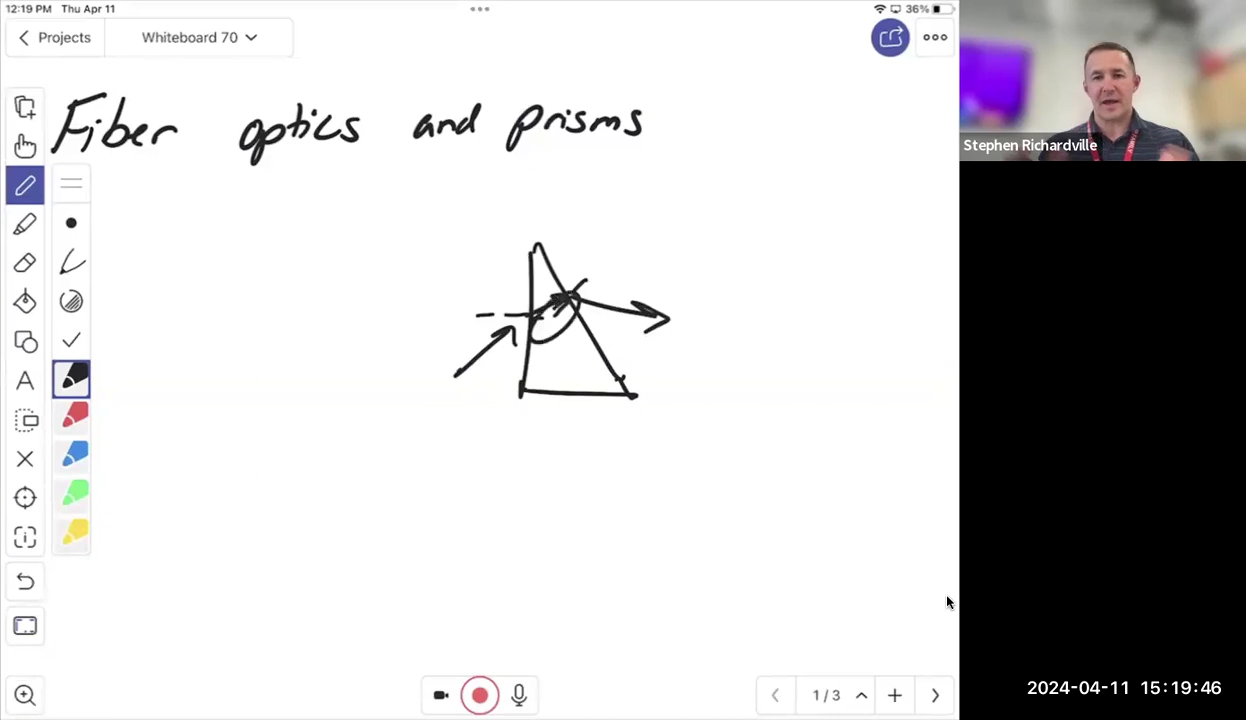 12:19 PM Thu Apr 11
36%
Projects
Whiteboard 70
Fiber optics and prisms
Stephen Richardville
A
1 / 3
2024-04-11 15:19:46